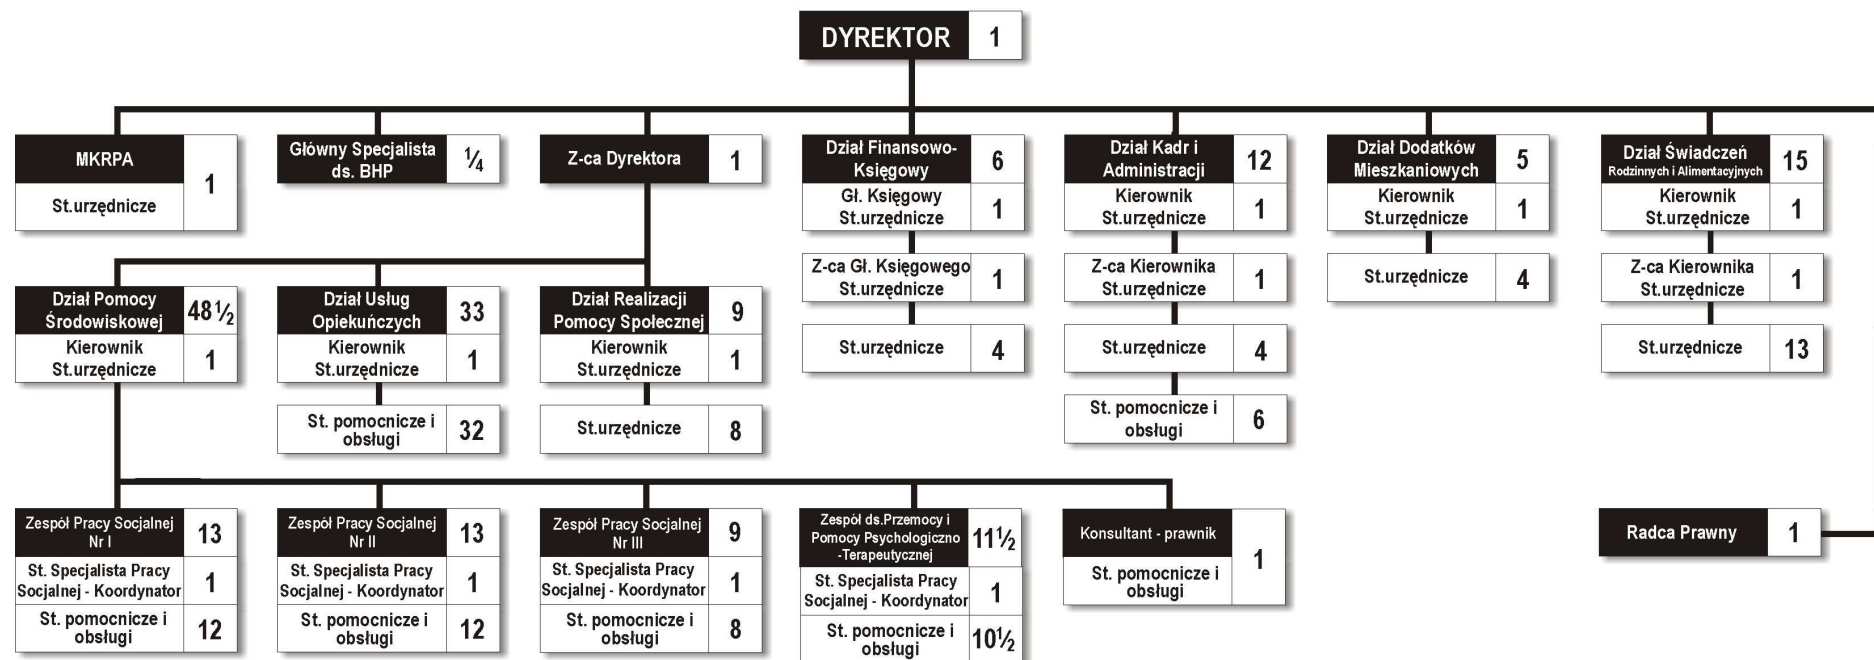 DYREKTOR 1
MKRPA
St.urzędnicze
1
Główny Specjalista
ds. BHP
¼
Z-ca Dyrektora 1
Dział Finansowo-
Księgowy
6
Gł. Księgowy
St.urzędnicze
1
Z-ca Gł. Księgowego
St.urzędnicze
1
St.urzędnicze 4
Dział Kadr i
Administracji
12
Kierownik
St.urzędnicze
1
Z-ca Kierownika
St.urzędnicze
1
St.urzędnicze 4
St. pomocnicze i
obsługi
6
Dział Dodatków
Mieszkaniowych
5
Kierownik
St.urzędnicze
1
St.urzędnicze 4
Dział Świadczeń
Rodzinnych i Alimentacyjnych
15
Kierownik
St.urzędnicze
1
Z-ca Kierownika
St.urzędnicze
1
St.urzędnicze 13
Dział Pomocy
Środowiskowej
48½
Kierownik
St.urzędnicze
1
Dział Usług
Opiekuńczych
33
Kierownik
St.urzędnicze
1
St. pomocnicze i
obsługi
32
Dział Realizacji
Pomocy Społecznej
9
Kierownik
St.urzędnicze
1
St.urzędnicze 8
Zespół Pracy Socjalnej
Nr I
13
St. Specjalista Pracy
Socjalnej - Koordynator
1
St. pomocnicze i
obsługi
12
Zespół Pracy Socjalnej
Nr II
13
St. Specjalista Pracy
Socjalnej - Koordynator
1
St. pomocnicze i
obsługi
12
Zespół Pracy Socjalnej
Nr III
9
St. Specjalista Pracy
Socjalnej - Koordynator
1
St. pomocnicze i
obsługi
8
Zespół ds.Przemocy i
Pomocy Psychologiczno
-Terapeutycznej
11½
St. Specjalista Pracy
Socjalnej - Koordynator
1
St. pomocnicze i
obsługi
10½
Konsultant - prawnik
St. pomocnicze i
obsługi
1
Radca Prawny 1